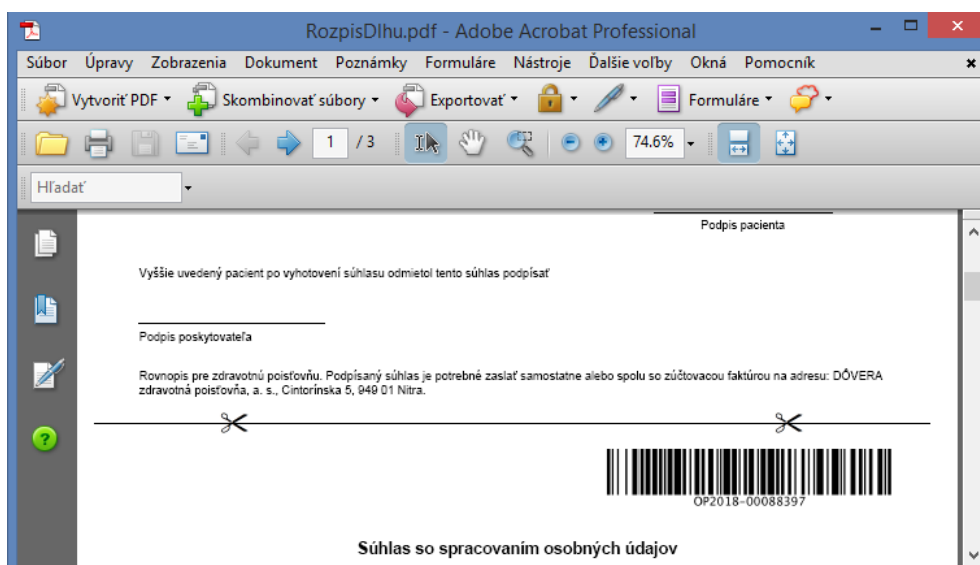 RozpisDlhu.pdf - Adobe Acrobat Professional
Súbor Úpravy Zobrazenia Dokument Poznámky Formuláre Nástroje Ďalšie voľby Okná Pomocník
Vytvoriť PDF Skombinovať súbory Exportovať Formuláre
1 / 3 74.6%
Hľadať
Podpis pacienta
Vyššie uvedený pacient po vyhotovení súhlasu odmietol tento súhlas podpísať
Podpis poskytovateľa
Rovnopis pre zdravotnú poisťovňu. Podpísaný súhlas je potrebné zaslať samostatne alebo spolu so zúčtovacou faktúrou na adresu: DÔVERA
zdravotná poisťovňa, a. s., Cintorínska 5, 949 01 Nitra.
OP2018-00088397
Súhlas so spracovaním osobných údajov